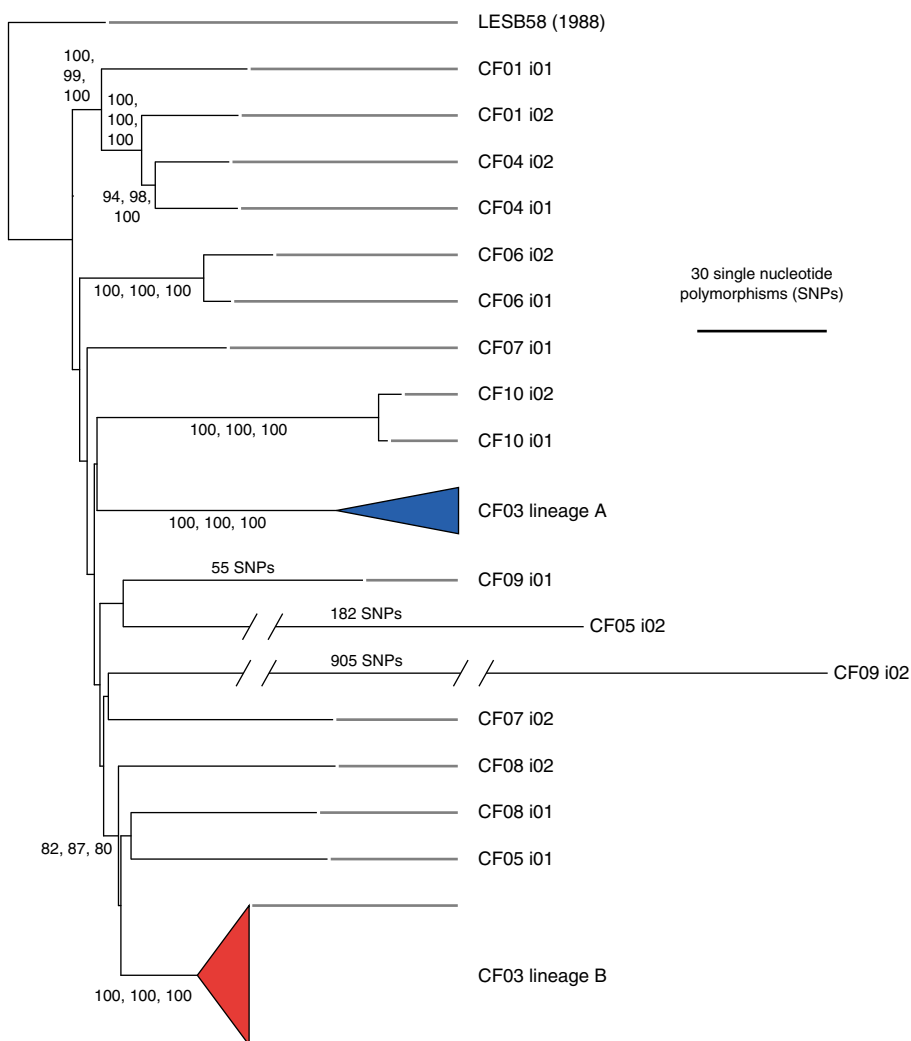 LESB58 (1988)
100,
99,
100
CF01 i01
100,
100,
100
CF01 i02
CF04 i02
94, 98,
100
CF04 i01
CF06 i02
100, 100, 100
CF06 i01
30 single nucleotide
polymorphisms (SNPs)
CF07 i01
CF10 i02
100, 100, 100
CF10 i01
CF03 lineage A
100, 100, 100
55 SNPs
CF09 i01
182 SNPs
CF05 i02
905 SNPs
CF09 i02
CF07 i02
CF08 i02
CF08 i01
82, 87, 80
CF05 i01
CF03 lineage B
100, 100, 100